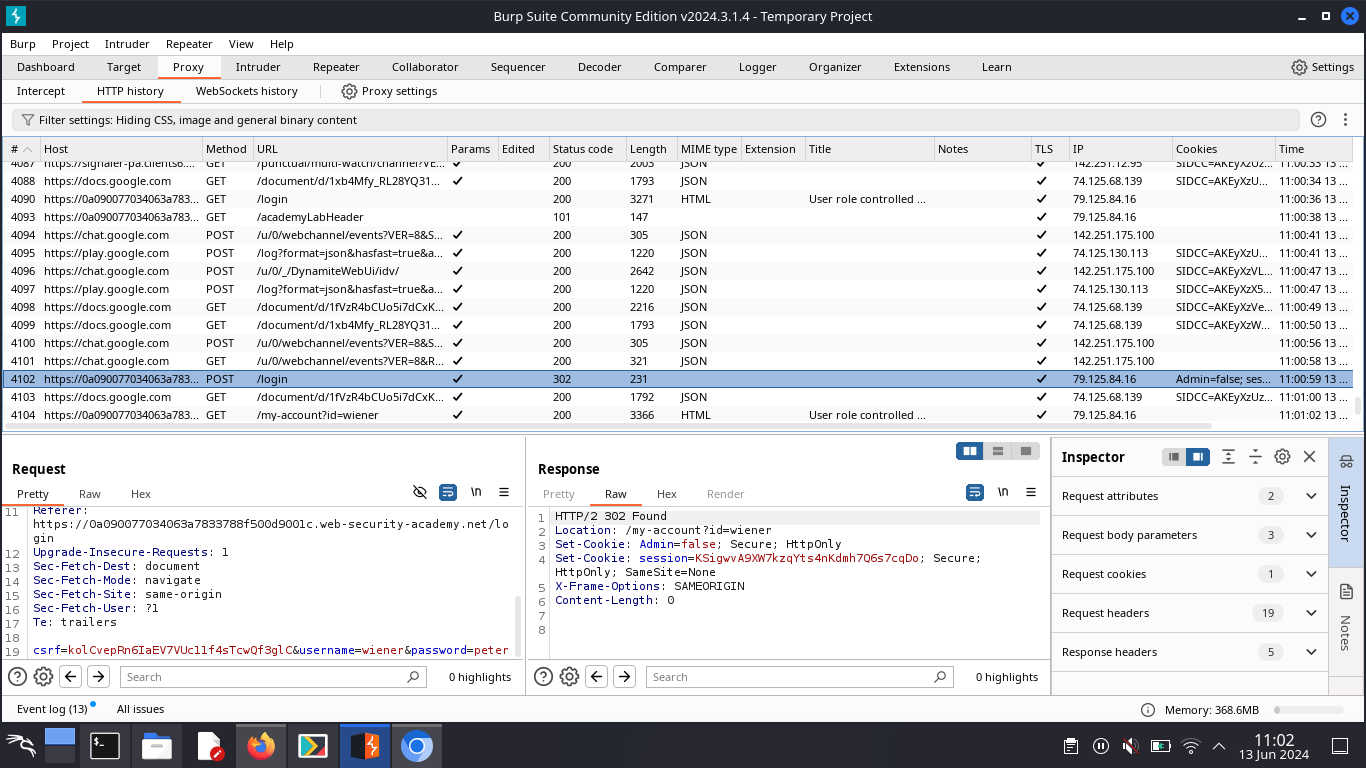 Burp Suite Community Edition v2024.3.1.4 - Temporary Project
Burp Project Intruder Repeater View Help
Dashboard Target Proxy Intruder Repeater Collaborator Sequencer Decoder Comparer Logger Organizer Extensions Learn Settings
Intercept HTTP history WebSockets history Proxy settings
Filter settings: Hiding CSS, image and general binary content
# Host Method URL Params Edited Status code Length MIME type Extension Title Notes TLS IP Cookies Time
4087 https://signaler-pa.clients6.... GET /punctual/multi-watch/channel?VE... 200 2003 JSON ✓ 142.251.12.95 SIDCC=AKEyXzUz... 11:00:33 13 ...
4088 https://docs.google.com GET /document/d/1xb4Mfy_RL28YQ31... ✓ 200 1793 JSON ✓ 74.125.68.139 SIDCC=AKEyXzU... 11:00:34 13 ...
4090 https://0a090077034063a783... GET /login 200 3271 HTML User role controlled ... ✓ 79.125.84.16 11:00:36 13 ...
4093 https://0a090077034063a783... GET /academyLabHeader 101 147 ✓ 79.125.84.16 11:00:38 13 ...
4094 https://chat.google.com POST /u/0/webchannel/events?VER=8&S... ✓ 200 305 JSON ✓ 142.251.175.100 11:00:41 13 ...
4095 https://play.google.com POST /log?format=json&hasfast=true&a... ✓ 200 1220 JSON ✓ 74.125.130.113 SIDCC=AKEyXzU... 11:00:41 13 ...
4096 https://chat.google.com POST /u/0/_/DynamiteWebUi/idv/ ✓ 200 2642 JSON ✓ 142.251.175.100 SIDCC=AKEyXzVL... 11:00:47 13 ...
4097 https://play.google.com POST /log?format=json&hasfast=true&a... ✓ 200 1220 JSON ✓ 74.125.130.113 SIDCC=AKEyXzX5... 11:00:47 13 ...
4098 https://docs.google.com GET /document/d/1fVzR4bCUo5i7dCxK... ✓ 200 2216 JSON ✓ 74.125.68.139 SIDCC=AKEyXzVe... 11:00:49 13 ...
4099 https://docs.google.com GET /document/d/1xb4Mfy_RL28YQ31... ✓ 200 1793 JSON ✓ 74.125.68.139 SIDCC=AKEyXzW... 11:00:50 13 ...
4100 https://chat.google.com POST /u/0/webchannel/events?VER=8&S... ✓ 200 305 JSON ✓ 142.251.175.100 11:00:56 13 ...
4101 https://chat.google.com GET /u/0/webchannel/events?VER=8&R... ✓ 200 321 JSON ✓ 142.251.175.100 11:00:58 13 ...
4102 https://0a090077034063a783... POST /login ✓ 302 231 ✓ 79.125.84.16 Admin=false; ses... 11:00:59 13 ...
4103 https://docs.google.com GET /document/d/1fVzR4bCUo5i7dCxK... ✓ 200 1792 JSON ✓ 74.125.68.139 SIDCC=AKEyXzUz... 11:01:00 13 ...
4104 https://0a090077034063a783... GET /my-account?id=wiener ✓ 200 3366 HTML User role controlled ... ✓ 79.125.84.16 11:01:02 13 ...
Request
Pretty Raw Hex \n
11 Referer:
https://0a090077034063a7833788f500d9001c.web-security-academy.net/lo
gin
12 Upgrade-Insecure-Requests: 1
13 Sec-Fetch-Dest: document
14 Sec-Fetch-Mode: navigate
15 Sec-Fetch-Site: same-origin
16 Sec-Fetch-User: ?1
17 Te: trailers
18
19 csrf=kolCvepRn6IaEV7VUc11f4sTcwQf3glC&username=wiener&password=peter
Search 0 highlights
Response
Pretty Raw Hex Render \n
1 HTTP/2 302 Found
2 Location: /my-account?id=wiener
3 Set-Cookie: Admin=false; Secure; HttpOnly
4 Set-Cookie: session=KSigwvA9XW7kzqYts4nKdmh7Q6s7cqDo; Secure;
HttpOnly; SameSite=None
5 X-Frame-Options: SAMEORIGIN
6 Content-Length: 0
7
8
Search 0 highlights
Inspector
Request attributes 2
Request body parameters 3
Request cookies 1
Request headers 19
Response headers 5
Inspector
Notes
Event log (13) All issues Memory: 368.6MB
11:02
13 Jun 2024